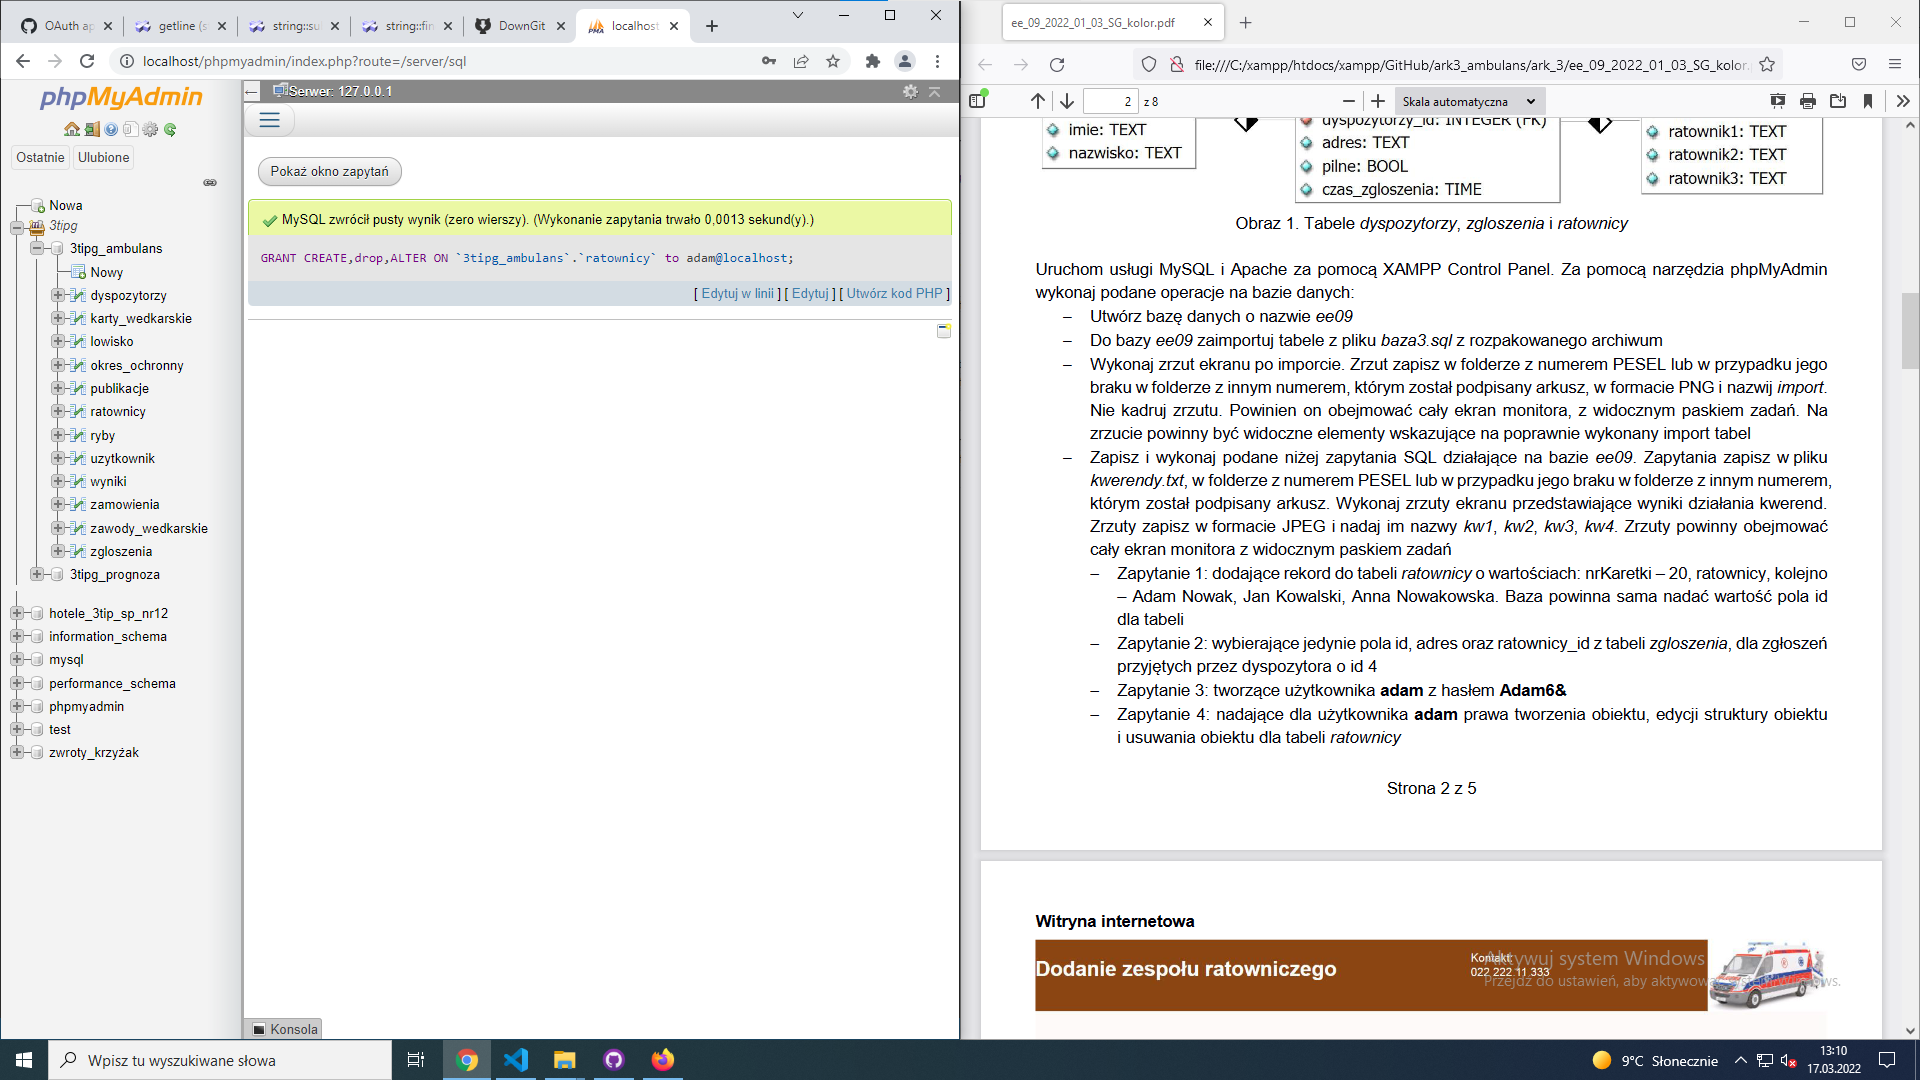 OAuth ap
getline (s
string::su
string::fin
DownGit
localhost
localhost/phpmyadmin/index.php?route=/server/sql
phpMyAdmin
Ostatnie
Ulubione
Nowa
3tipg
3tipg_ambulans
Nowy
dyspozytorzy
karty_wedkarskie
lowisko
okres_ochronny
publikacje
ratownicy
ryby
uzytkownik
wyniki
zamowienia
zawody_wedkarskie
zgloszenia
3tipg_prognoza
hotele_3tip_sp_nr12
information_schema
mysql
performance_schema
phpmyadmin
test
zwroty_krzyżak
Serwer: 127.0.0.1
Pokaż okno zapytań
MySQL zwrócił pusty wynik (zero wierszy). (Wykonanie zapytania trwało 0,0013 sekund(y).)
GRANT CREATE,drop,ALTER ON `3tipg_ambulans`.`ratownicy` to adam@localhost;
[ Edytuj w linii ] [ Edytuj ] [ Utwórz kod PHP ]
Konsola
ee_09_2022_01_03_SG_kolor.pdf
file:///C:/xampp/htdocs/xampp/GitHub/ark3_ambulans/ark_3/ee_09_2022_01_03_SG_kolor.
2
z 8
Skala automatyczna
imie: TEXT
nazwisko: TEXT
dyspozytorzy_id: INTEGER (FK)
adres: TEXT
pilne: BOOL
czas_zgloszenia: TIME
ratownik1: TEXT
ratownik2: TEXT
ratownik3: TEXT
Obraz 1. Tabele dyspozytorzy, zgloszenia i ratownicy
Uruchom usługi MySQL i Apache za pomocą XAMPP Control Panel. Za pomocą narzędzia phpMyAdmin
wykonaj podane operacje na bazie danych:
– Utwórz bazę danych o nazwie ee09
– Do bazy ee09 zaimportuj tabele z pliku baza3.sql z rozpakowanego archiwum
– Wykonaj zrzut ekranu po imporcie. Zrzut zapisz w folderze z numerem PESEL lub w przypadku jego
braku w folderze z innym numerem, którym został podpisany arkusz, w formacie PNG i nazwij import.
Nie kadruj zrzutu. Powinien on obejmować cały ekran monitora, z widocznym paskiem zadań. Na
zrzucie powinny być widoczne elementy wskazujące na poprawnie wykonany import tabel
– Zapisz i wykonaj podane niżej zapytania SQL działające na bazie ee09. Zapytania zapisz w pliku
kwerendy.txt, w folderze z numerem PESEL lub w przypadku jego braku w folderze z innym numerem,
którym został podpisany arkusz. Wykonaj zrzuty ekranu przedstawiające wyniki działania kwerend.
Zrzuty zapisz w formacie JPEG i nadaj im nazwy kw1, kw2, kw3, kw4. Zrzuty powinny obejmować
cały ekran monitora z widocznym paskiem zadań
– Zapytanie 1: dodające rekord do tabeli ratownicy o wartościach: nrKaretki – 20, ratownicy, kolejno
– Adam Nowak, Jan Kowalski, Anna Nowakowska. Baza powinna sama nadać wartość pola id
dla tabeli
– Zapytanie 2: wybierające jedynie pola id, adres oraz ratownicy_id z tabeli zgloszenia, dla zgłoszeń
przyjętych przez dyspozytora o id 4
– Zapytanie 3: tworzące użytkownika adam z hasłem Adam6&
– Zapytanie 4: nadające dla użytkownika adam prawa tworzenia obiektu, edycji struktury obiektu
i usuwania obiektu dla tabeli ratownicy
Strona 2 z 5
Witryna internetowa
Dodanie zespołu ratowniczego
Kontakt:
022 222 11 333
Aktywuj system Windows
Przejdź do ustawień, aby aktywować system Windows.
Wpisz tu wyszukiwane słowa
9°C Słonecznie
13:10
17.03.2022